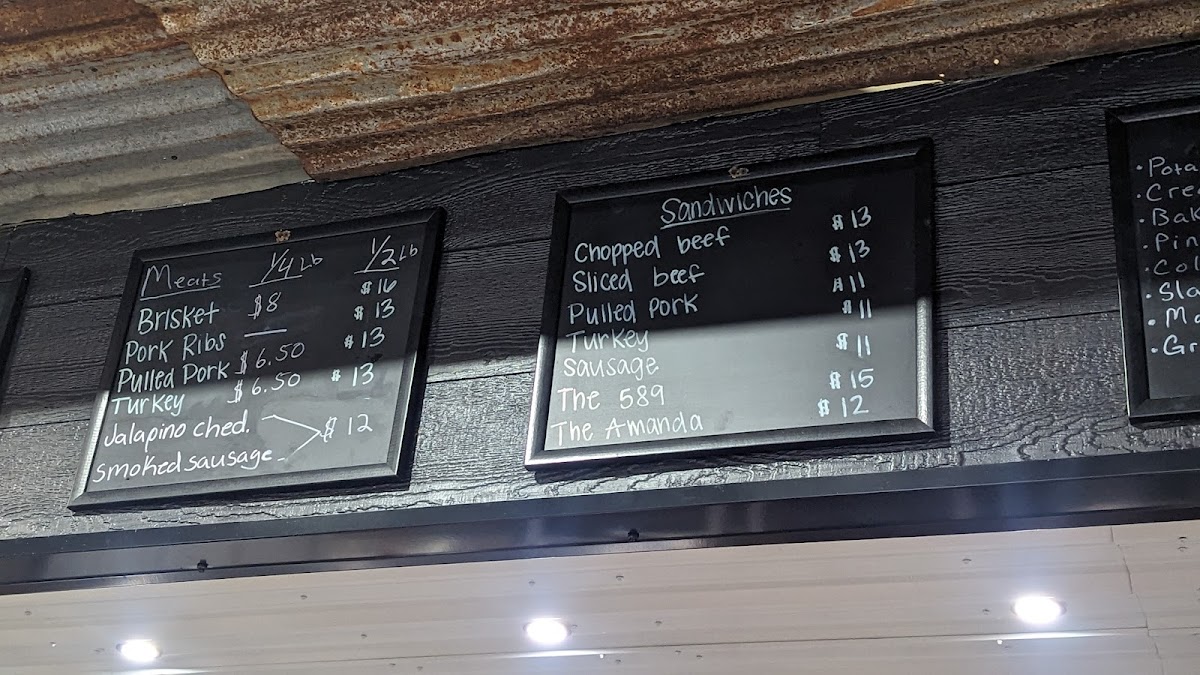 Meats 1/4 Lb 1/2 Lb
Brisket $8 $16
Pork Ribs — $13
Pulled Pork $6.50 $13
Turkey $6.50 $13
Jalapino ched. $12
smoked sausage
Sandwiches
Chopped beef $13
Sliced beef $13
Pulled Pork $11
Turkey $11
Sausage $11
The 589 $15
The Amanda $12